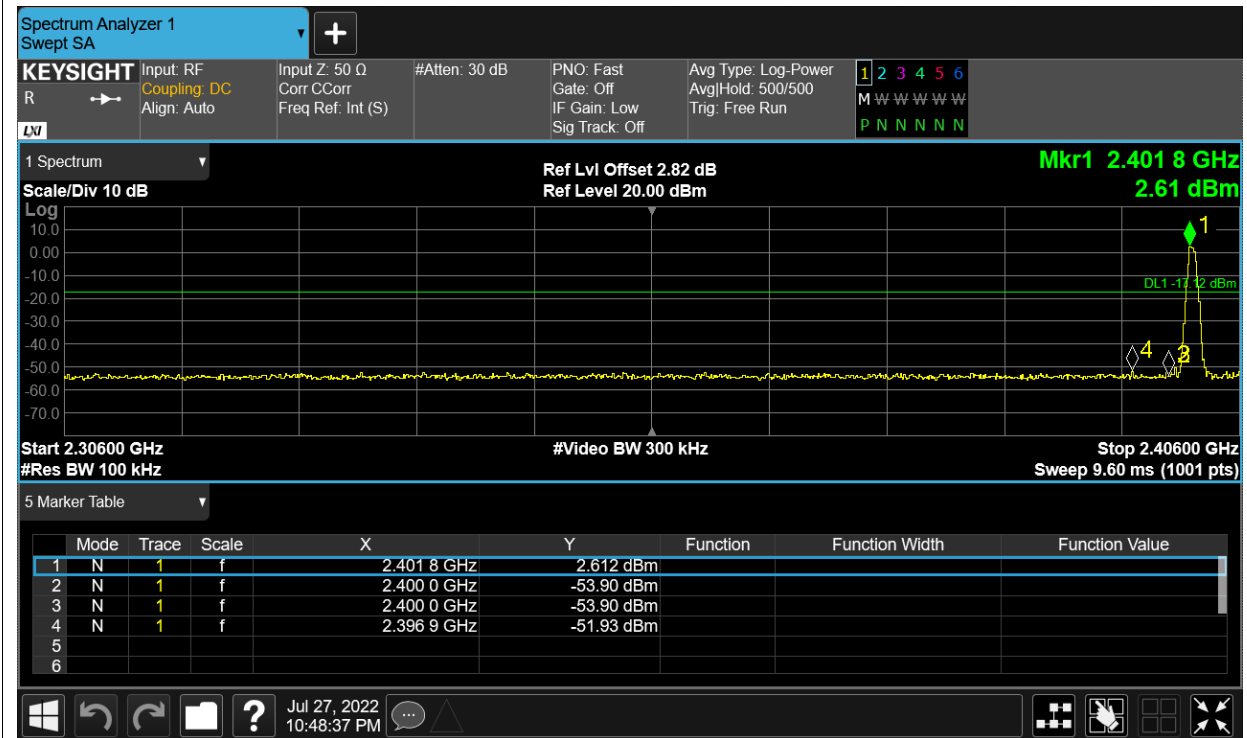 Spectrum Analyzer 1
Swept SA
KEYSIGHT
R
LXI
Input: RF
Coupling: DC
Align: Auto
Input Z: 50 Ω
Corr CCorr
Freq Ref: Int (S)
#Atten: 30 dB
PNO: Fast
Gate: Off
IF Gain: Low
Sig Track: Off
Avg Type: Log-Power
Avg|Hold: 500/500
Trig: Free Run
1 2 3 4 5 6
M W W W W W
P N N N N N
1 Spectrum
Scale/Div 10 dB
Ref Lvl Offset 2.82 dB
Ref Level 20.00 dBm
Mkr1 2.401 8 GHz
2.61 dBm
Log
10.0
0.00
-10.0
-20.0
-30.0
-40.0
-50.0
-60.0
-70.0
1
DL1 -17.12 dBm
4
Start 2.30600 GHz
#Res BW 100 kHz
#Video BW 300 kHz
Stop 2.40600 GHz
Sweep 9.60 ms (1001 pts)
5 Marker Table
Mode Trace Scale X Y Function Function Width Function Value
1 N 1 f 2.401 8 GHz 2.612 dBm
2 N 1 f 2.400 0 GHz -53.90 dBm
3 N 1 f 2.400 0 GHz -53.90 dBm
4 N 1 f 2.396 9 GHz -51.93 dBm
5
6
?
Jul 27, 2022
10:48:37 PM